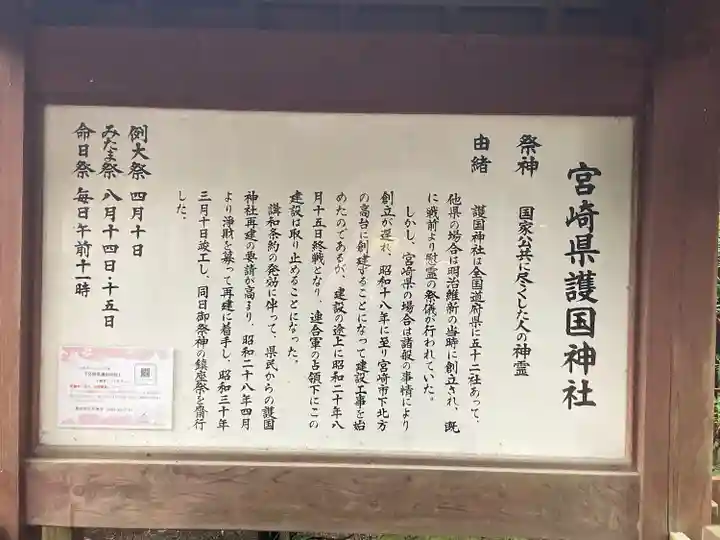 宮崎県護国神社
祭神 国家公共に尽くした人の神霊
由緒
護国神社は全国道府県に五十二社あって、
他県の場合は明治維新の当時に創立され、既
に戦前より慰霊の祭儀が行われていた。
しかし、宮崎県の場合は諸般の事情により
創立が遅れ、昭和十八年に至り宮崎市下北方
の高台に創建することになって建設工事を始
めたのであるが、建設の途上に昭和二十年八
月十五日終戦となり、連合軍の占領下にこの
建設は取り止めることになった。
講和条約の発効に伴って、県民からの護国
神社再建の要請が高まり、昭和二十八年四月
より浄財を募って再建に着手し、昭和三十年
三月十日竣工し、同日御祭神の鎮座祭を齋行
した。
例大祭 四月十日
みたま祭 八月十四日・十五日
命日祭 毎日午前十一時